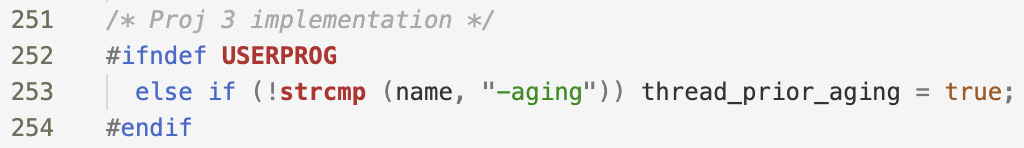 251 /* Proj 3 implementation */
252 #ifndef USERPROG
253 else if (!strcmp (name, "-aging")) thread_prior_aging = true;
254 #endif